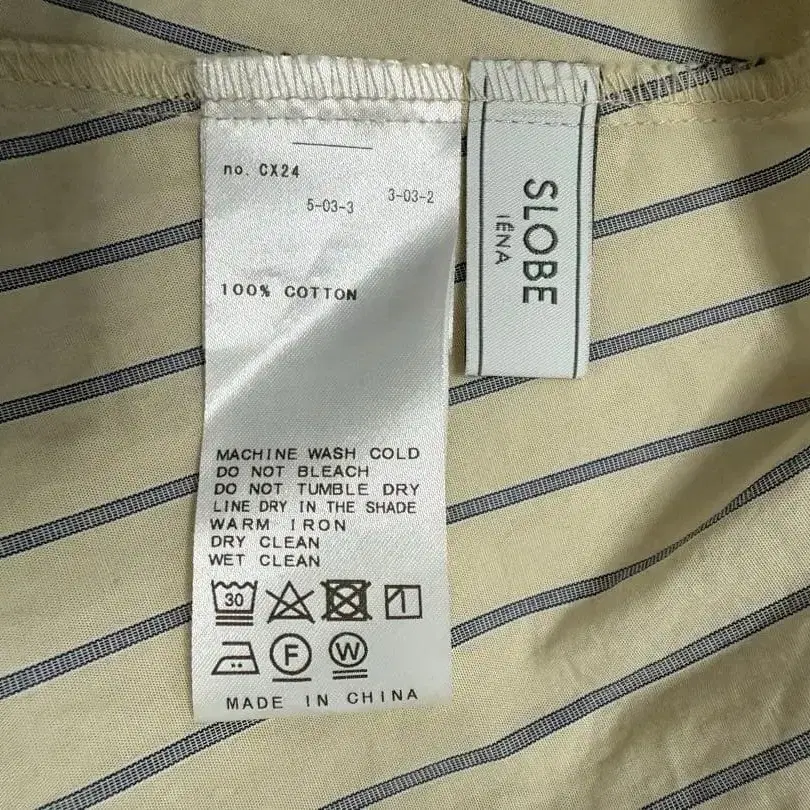 no. CX24
5-03-3
3-03-2
100% COTTON
MACHINE WASH COLD
DO NOT BLEACH
DO NOT TUMBLE DRY
LINE DRY IN THE SHADE
WARM IRON
DRY CLEAN
WET CLEAN
30
F
W
MADE IN CHINA
SLOBE
IÉNA